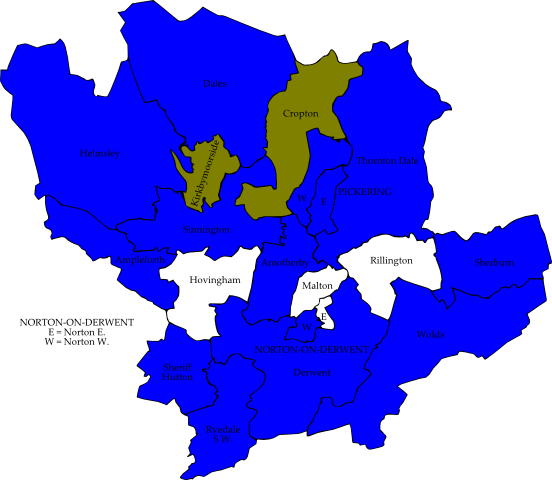 Dales
Cropton
Helmsley
Kirkbymoorside
Thornton Dale
W
E
PICKERING
Sinnington
Ampleforth
Amotherby
Rillington
Sherburn
Hovingham
Malton
E
W
NORTON-ON-DERWENT
E = Norton E.
W = Norton W.
Wolds
NORTON-ON-DERWENT
Sheriff
Hutton
Derwent
Ryedale
S.W.